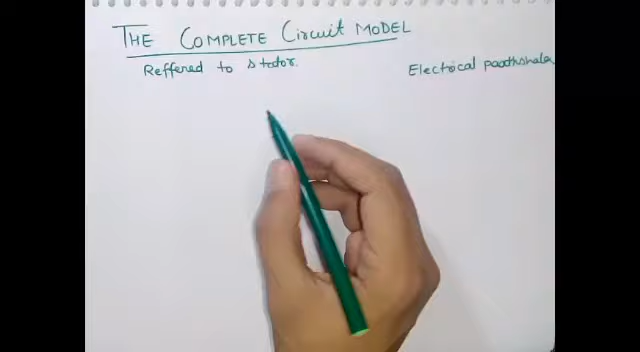 THE COMPLETE Circuit MODEL
Reffered to stator.
Electrical paathshala